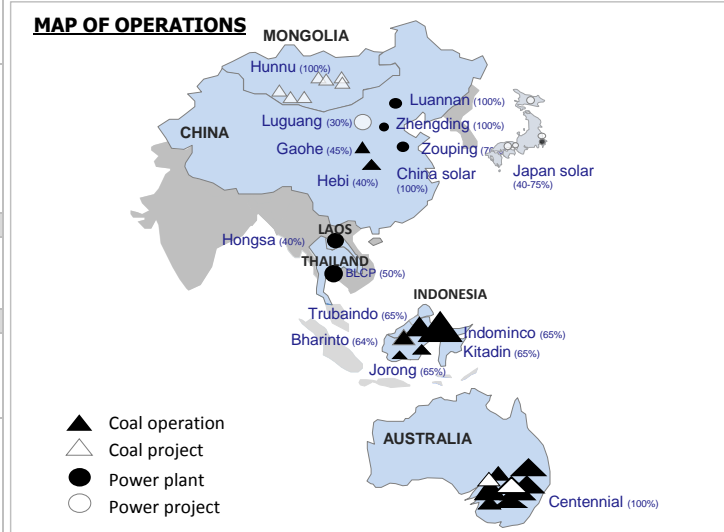 MAP OF OPERATIONS
MONGOLIA
Hunnu (100%)
Luannan (100%)
Luguang (30%)
Zhengding (100%)
CHINA
Gaohe (45%)
Zouping
Hebi (40%)
China solar
(100%)
Japan solar
(40-75%)
LAOS
Hongsa (40%)
THAILAND
BLCP (50%)
INDONESIA
Trubaindo (65%)
Bharinto (64%)
Indominco (65%)
Kitadin (65%)
Jorong (65%)
AUSTRALIA
Centennial (100%)
Coal operation
Coal project
Power plant
Power project